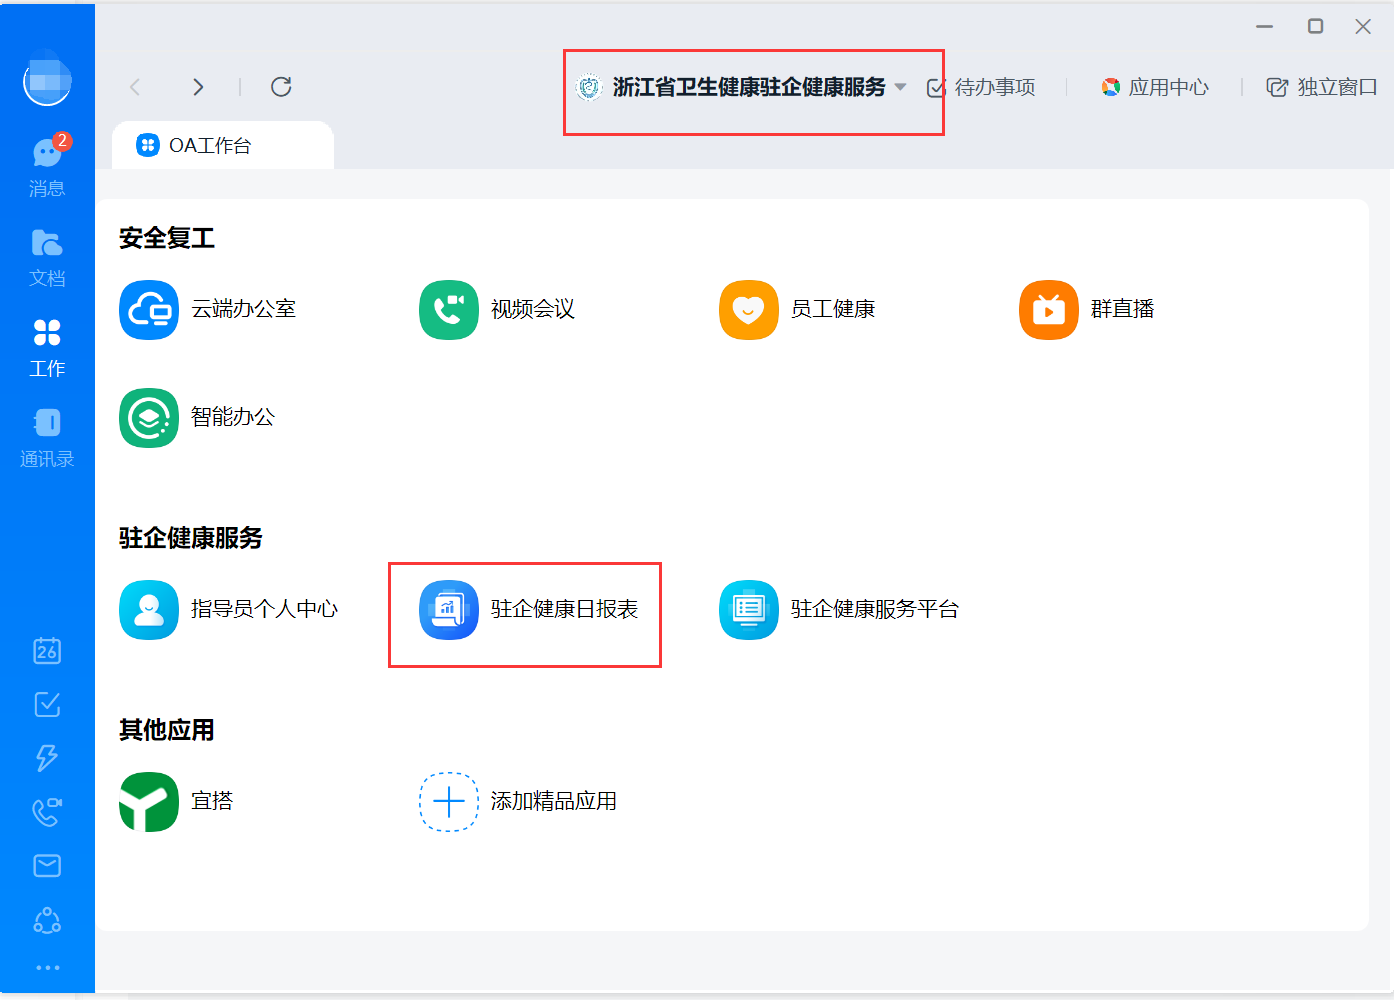 浙江省卫生健康驻企健康服务
待办事项
应用中心
独立窗口
OA工作台
2
消息
文档
工作
通讯录
26
安全复工
云端办公室
视频会议
员工健康
群直播
智能办公
驻企健康服务
指导员个人中心
驻企健康日报表
驻企健康服务平台
其他应用
宜搭
添加精品应用